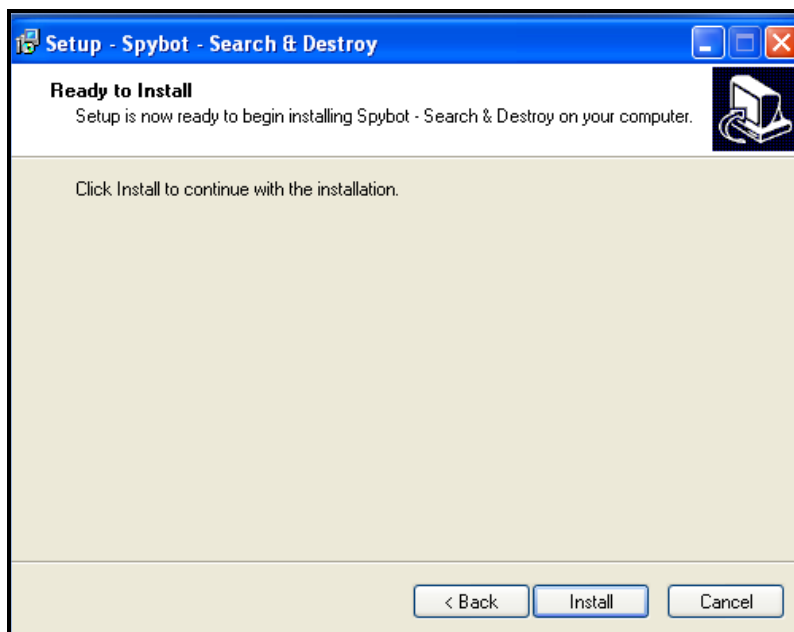 Setup - Spybot - Search & Destroy
Ready to Install
Setup is now ready to begin installing Spybot - Search & Destroy on your computer.
Click Install to continue with the installation.
< Back Install Cancel